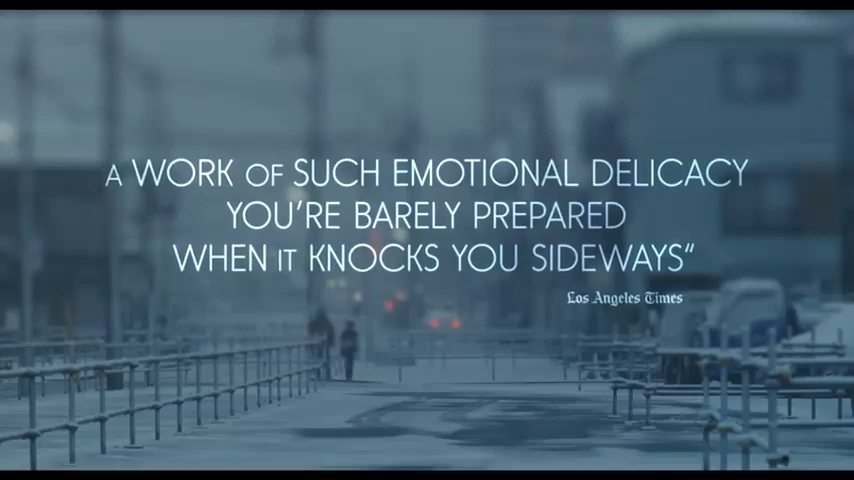 A WORK OF SUCH EMOTIONAL DELICACY
YOU'RE BARELY PREPARED
WHEN IT KNOCKS YOU SIDEWAYS“
Los Angeles Times